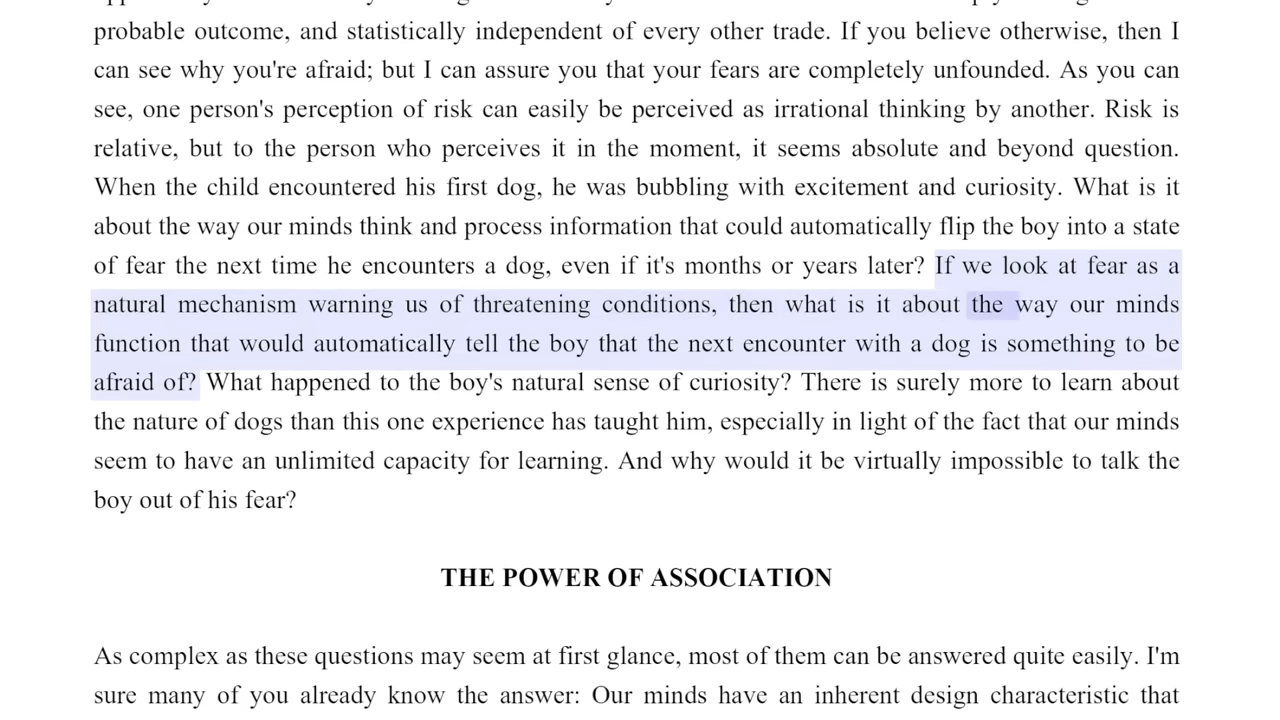 probable outcome, and statistically independent of every other trade. If you believe otherwise, then I
can see why you're afraid; but I can assure you that your fears are completely unfounded. As you can
see, one person's perception of risk can easily be perceived as irrational thinking by another. Risk is
relative, but to the person who perceives it in the moment, it seems absolute and beyond question.
When the child encountered his first dog, he was bubbling with excitement and curiosity. What is it
about the way our minds think and process information that could automatically flip the boy into a state
of fear the next time he encounters a dog, even if it's months or years later? If we look at fear as a
natural mechanism warning us of threatening conditions, then what is it about the way our minds
function that would automatically tell the boy that the next encounter with a dog is something to be
afraid of? What happened to the boy's natural sense of curiosity? There is surely more to learn about
the nature of dogs than this one experience has taught him, especially in light of the fact that our minds
seem to have an unlimited capacity for learning. And why would it be virtually impossible to talk the
boy out of his fear?
THE POWER OF ASSOCIATION
As complex as these questions may seem at first glance, most of them can be answered quite easily. I'm
sure many of you already know the answer: Our minds have an inherent design characteristic that